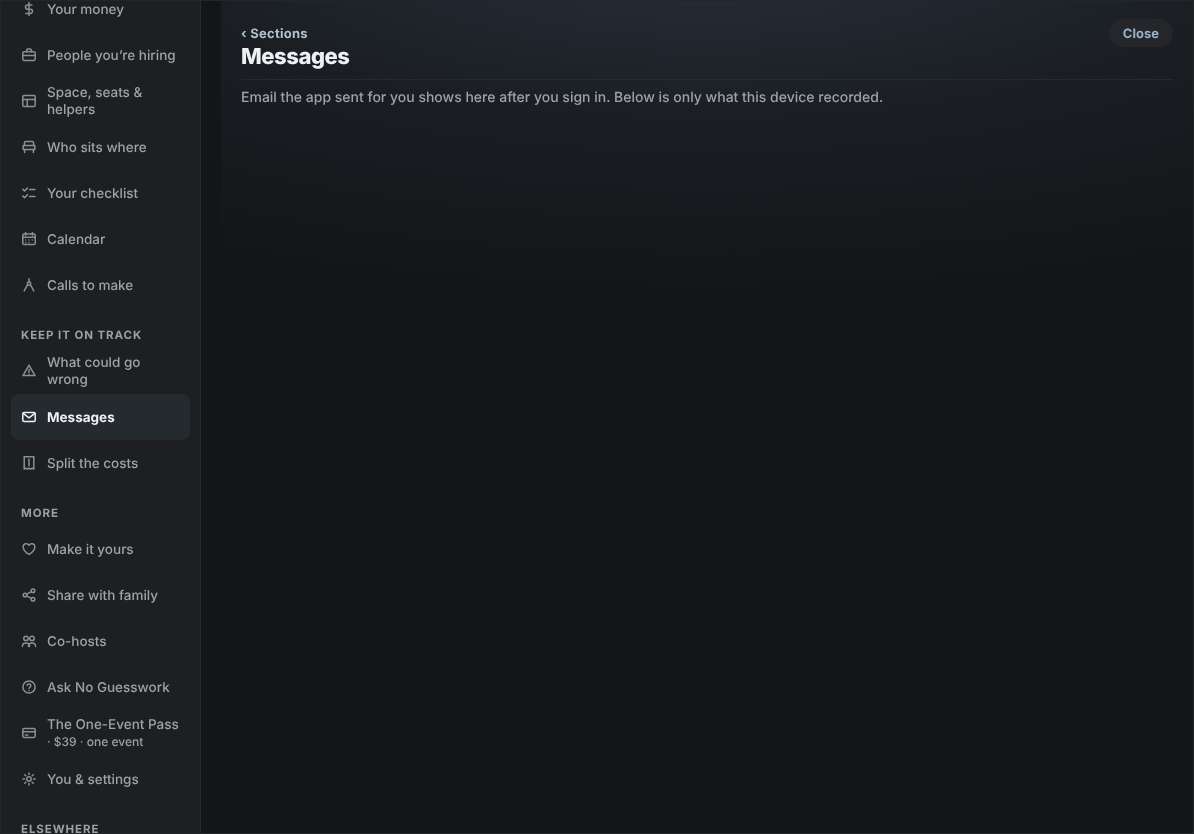 Your money
People you’re hiring
Space, seats &
helpers
Who sits where
Your checklist
Calendar
Calls to make
KEEP IT ON TRACK
What could go
wrong
Messages
Split the costs
MORE
Make it yours
Share with family
Co-hosts
Ask No Guesswork
The One-Event Pass
· $39 · one event
You & settings
ELSEWHERE
‹ Sections
Messages
Close
Email the app sent for you shows here after you sign in. Below is only what this device recorded.